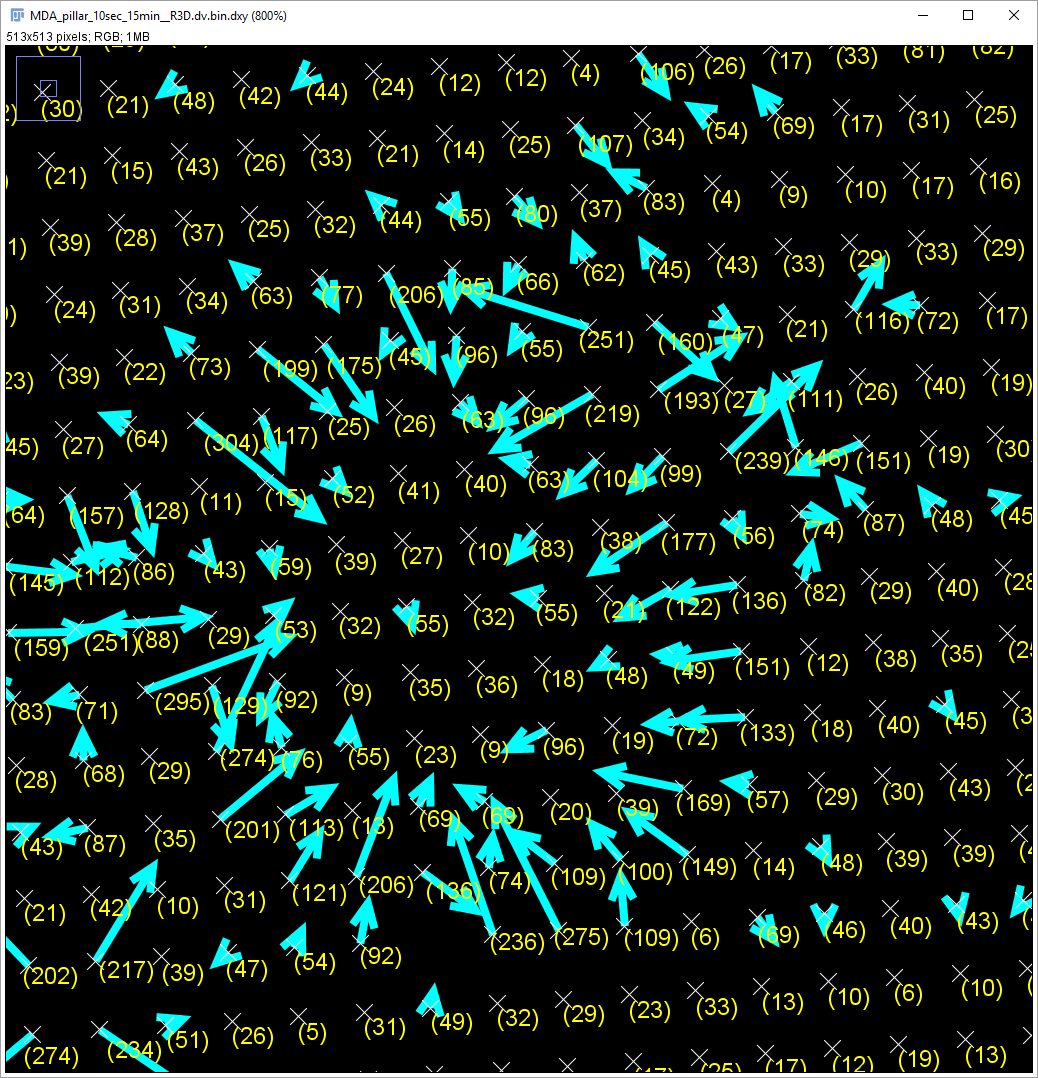 MDA_pillar_10sec_15min__R3D.dv.bin.dxy (800%)
513x513 pixels; RGB; 1MB
(30) (21) (48) (42) (44) (24) (12) (12) (4) (106) (26) (17) (33) (81) (82)
(21) (15) (43) (26) (33) (21) (14) (25) (107) (34) (54) (69) (17) (31) (25)
(39) (28) (37) (25) (32) (44) (55) (80) (37) (83) (4) (9) (10) (17) (16)
(24) (31) (34) (63) (77) (206) (85) (66) (62) (45) (43) (33) (29) (33) (29)
(39) (22) (73) (199) (175) (45) (96) (55) (251) (160) (47) (21) (116) (72) (17)
(27) (64) (304) (117) (25) (26) (63) (96) (219) (193) (27) (111) (26) (40) (19)
(64) (157) (128) (11) (15) (52) (41) (40) (63) (104) (99) (239) (146) (151) (19) (30)
(145) (112) (86) (43) (59) (39) (27) (10) (83) (38) (177) (56) (74) (87) (48) (45)
(159) (251) (88) (29) (53) (32) (55) (32) (55) (21) (122) (136) (82) (29) (40) (28)
(83) (71) (295) (129) (92) (9) (35) (36) (18) (48) (49) (151) (12) (38) (35)
(28) (68) (29) (274) (76) (55) (23) (9) (96) (19) (72) (133) (18) (40) (45)
(43) (87) (35) (201) (113) (13) (69) (69) (20) (39) (169) (57) (29) (30) (43)
(21) (42) (10) (31) (121) (206) (136) (74) (109) (100) (149) (14) (48) (39) (39)
(202) (217) (39) (47) (54) (92) (236) (275) (109) (6) (69) (46) (40) (43)
(274) (234) (51) (26) (5) (31) (49) (32) (29) (23) (33) (13) (10) (6) (10)
(17) (25) (17) (12) (19) (13)